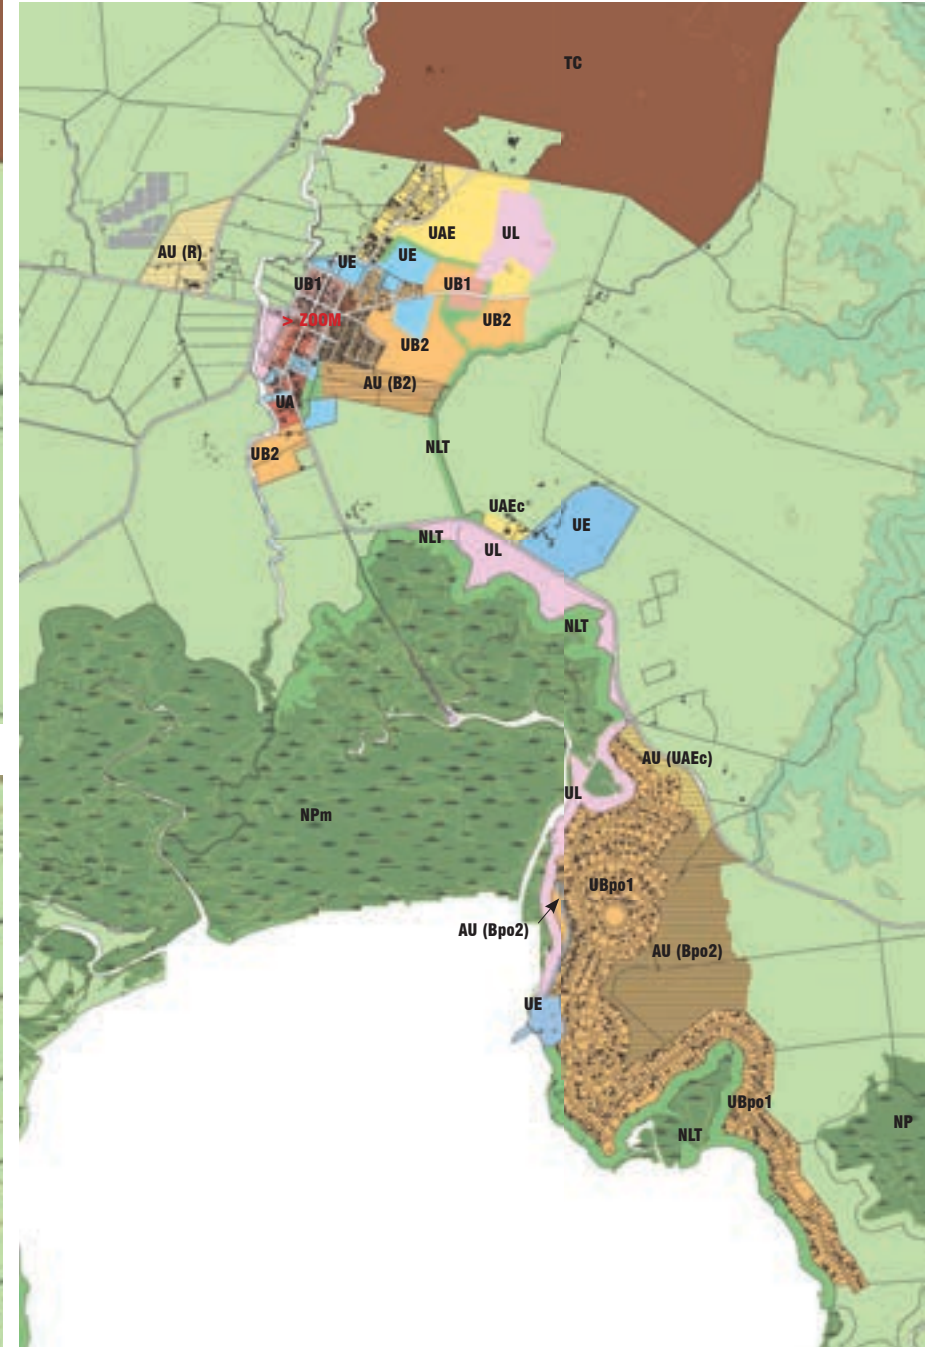 TC
UAE
UL
AU (R)
UE
UE
UB1
UB1
> ZOOM
UB2
UB2
AU (B2)
UA
NLT
UB2
UAEc
UE
NLT
UL
NLT
AU (UAEc)
UL
NPm
UBpo1
AU (Bpo2)
AU (Bpo2)
UE
UBpo1
NP
NLT